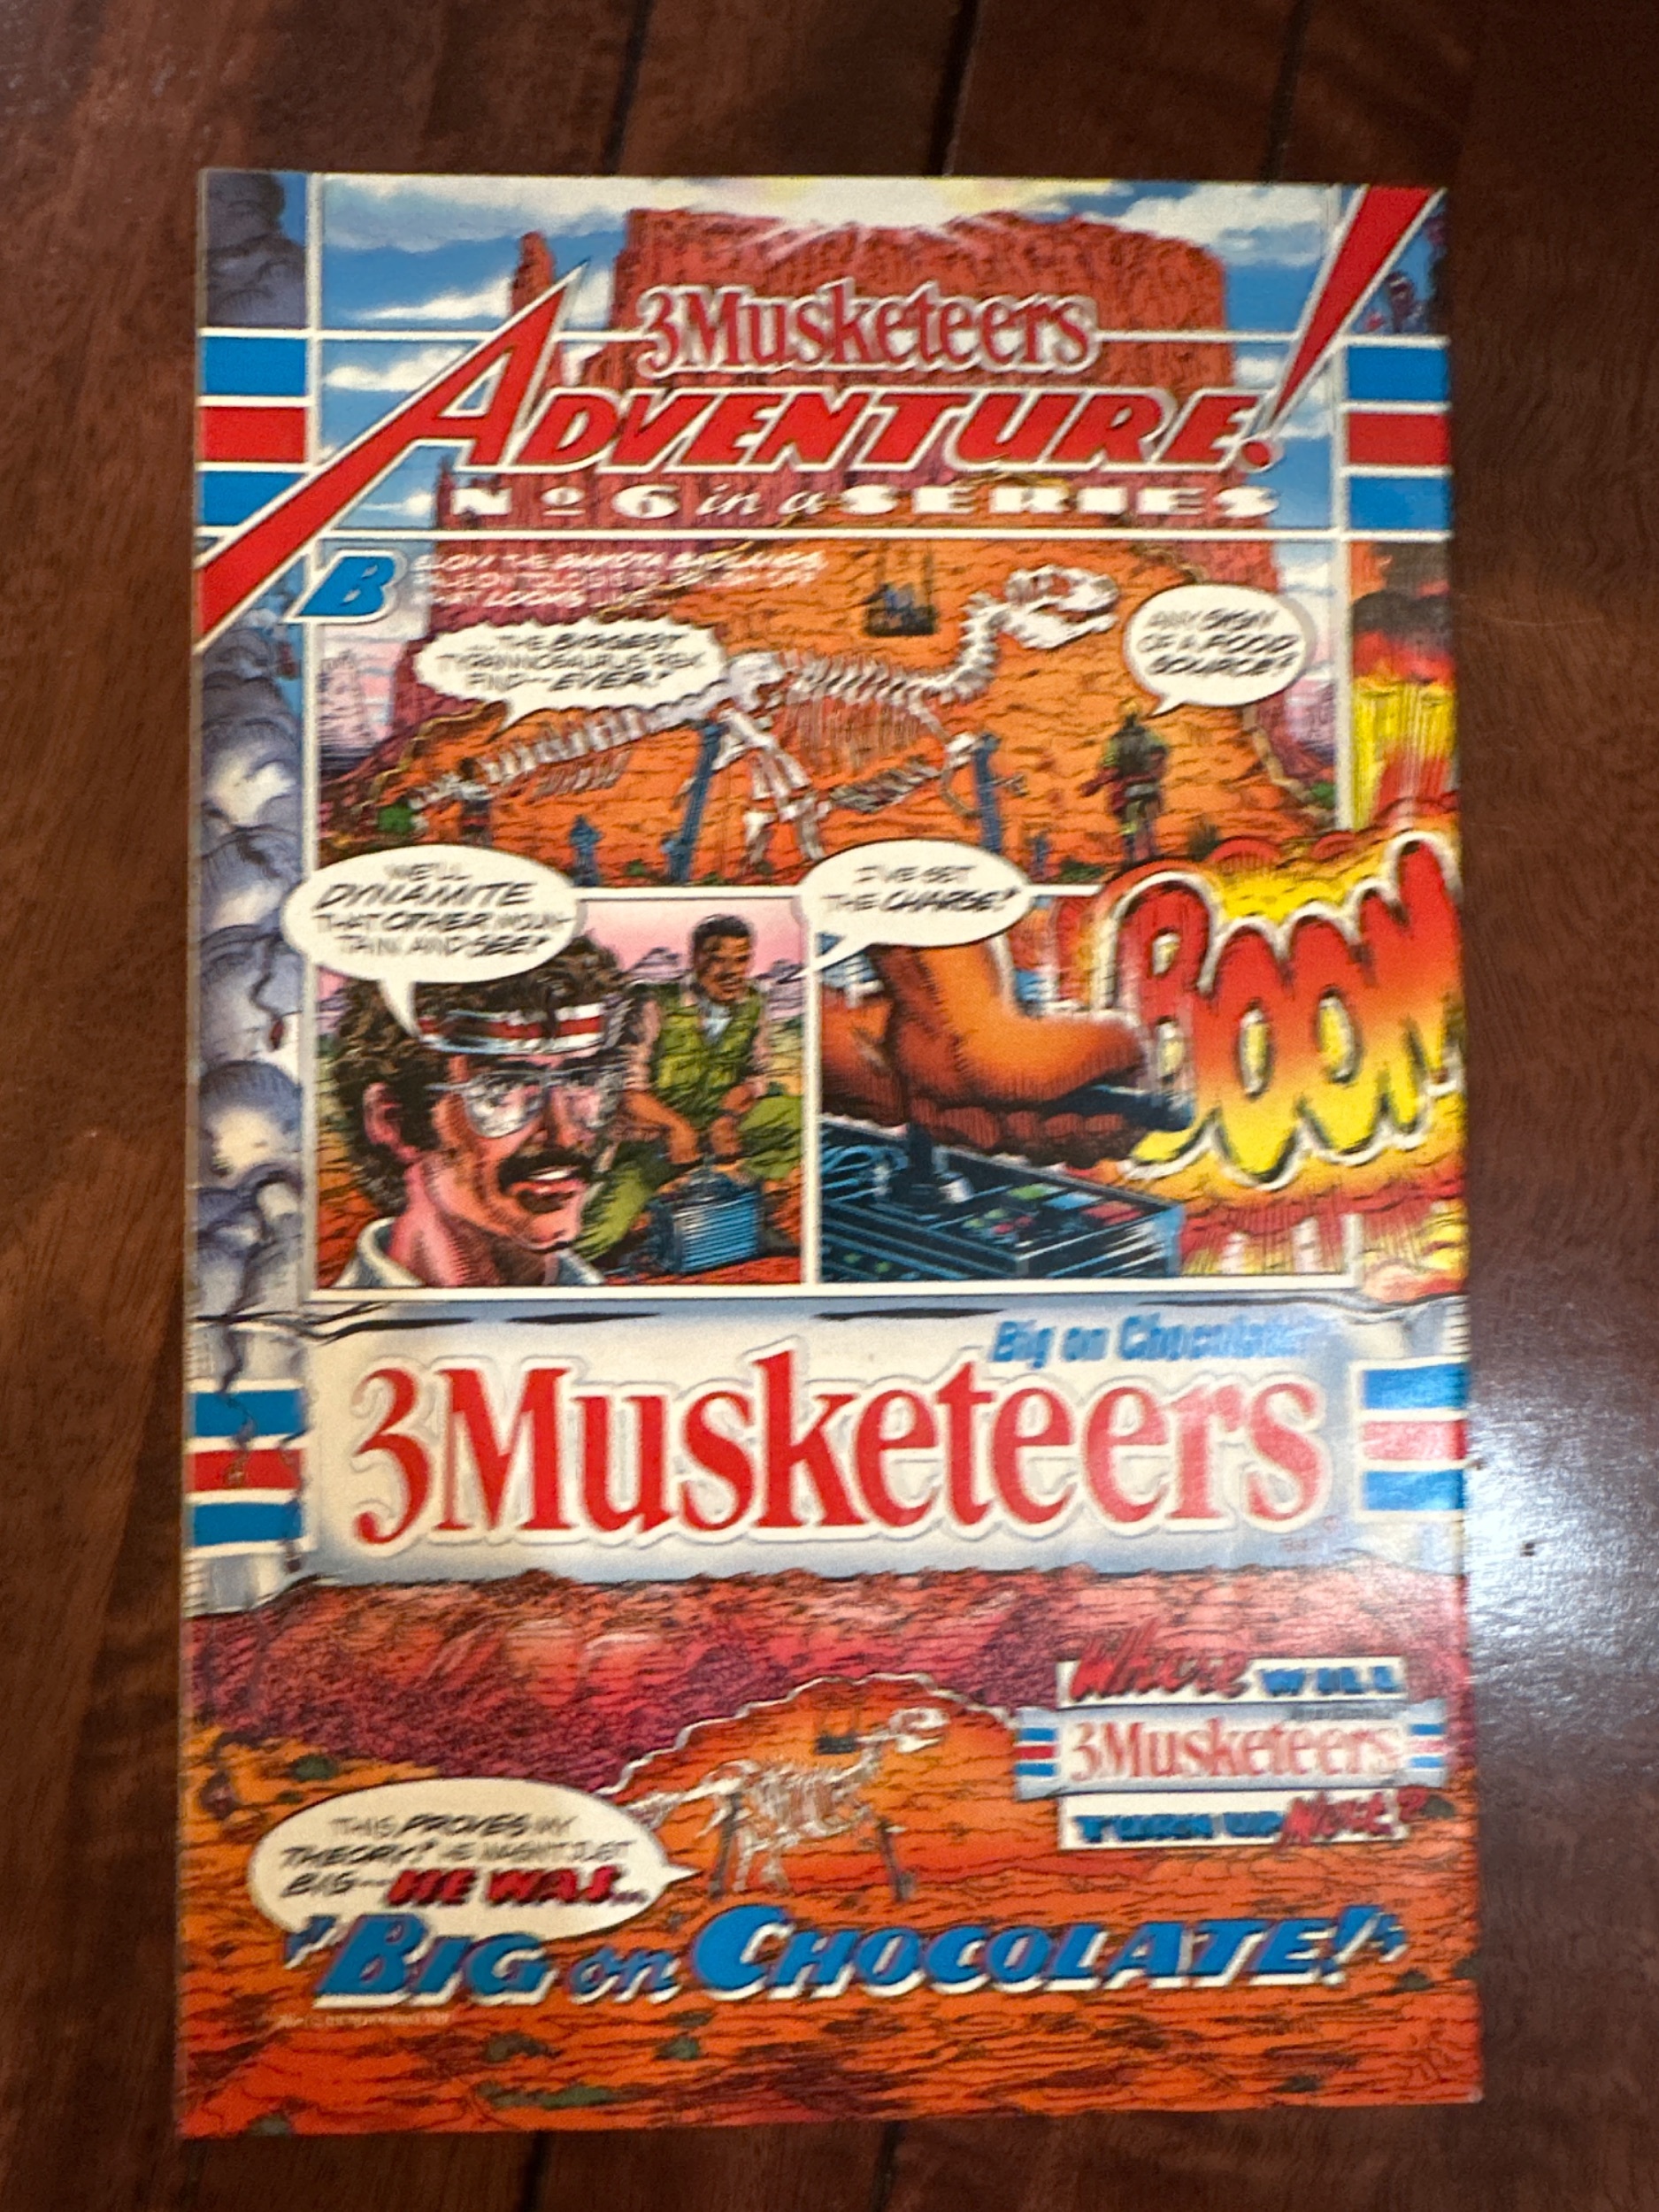 3Musketeers
ADVENTURE!
Nº 6 in a SERIES
B
THE BIGGEST
TYRANNOSAURUS REX
FIND--EVER!
ANY SIGN
OF A FOOD
SOURCE?
WE'LL
DYNAMITE
THAT OTHER MOUN-
TAIN AND SEE!
I'VE SET
THE CHARGE!
BOOM
Big on Chocolate
3Musketeers
THIS PROVES MY
THEORY! HE WASN'T JUST
BIG--HE WAS...
"BIG on CHOCOLATE!"
Where WILL
3Musketeers
TURN UP Next?